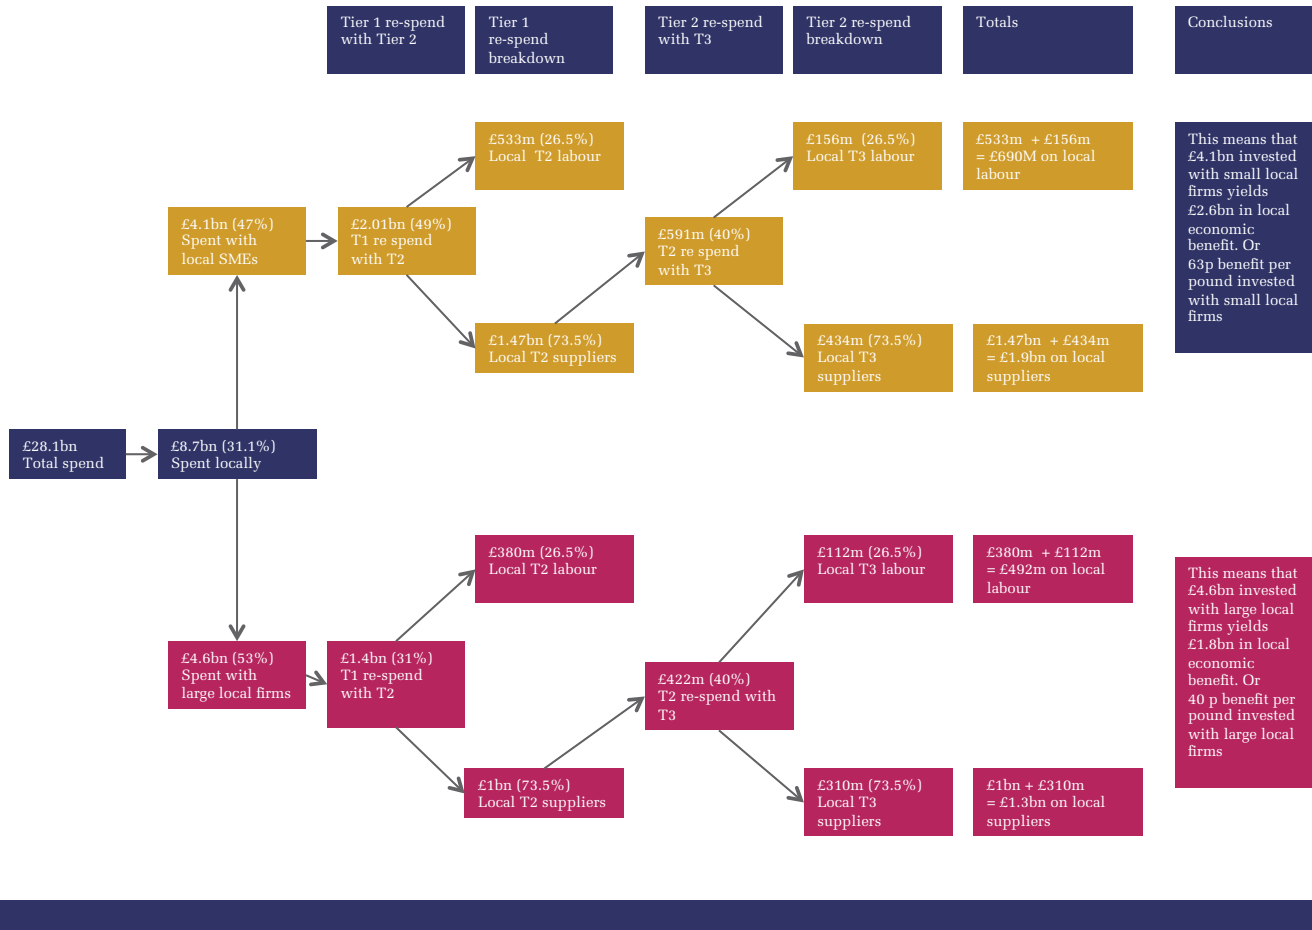 Tier 1 re-spend
with Tier 2
Tier 1
re-spend
breakdown
Tier 2 re-spend
with T3
Tier 2 re-spend
breakdown
Totals
Conclusions
£533m (26.5%)
Local  T2 labour
£156m  (26.5%)
Local T3 labour
£533m  + £156m
= £690M on local
labour
This means that
£4.1bn invested
with small local
firms yields
£2.6bn in local
economic
benefit. Or
63p benefit per
pound invested
with small local
firms
£4.1bn (47%)
Spent with
local SMEs
£2.01bn (49%)
T1 re spend
with T2
£591m (40%)
T2 re spend
with T3
£1.47bn (73.5%)
Local T2 suppliers
£434m (73.5%)
Local T3
suppliers
£1.47bn  + £434m
= £1.9bn on local
suppliers
£28.1bn
Total spend
£8.7bn (31.1%)
Spent locally
£380m (26.5%)
Local T2 labour
£112m (26.5%)
Local T3 labour
£380m  + £112m
= £492m on local
labour
This means that
£4.6bn invested
with large local
firms yields
£1.8bn in local
economic
benefit. Or
40 p benefit per
pound invested
with large local
firms
£4.6bn (53%)
Spent with
large local firms
£1.4bn (31%)
T1 re-spend
with T2
£422m (40%)
T2 re-spend with
T3
£1bn (73.5%)
Local T2 suppliers
£310m (73.5%)
Local T3
suppliers
£1bn + £310m
= £1.3bn on local
suppliers